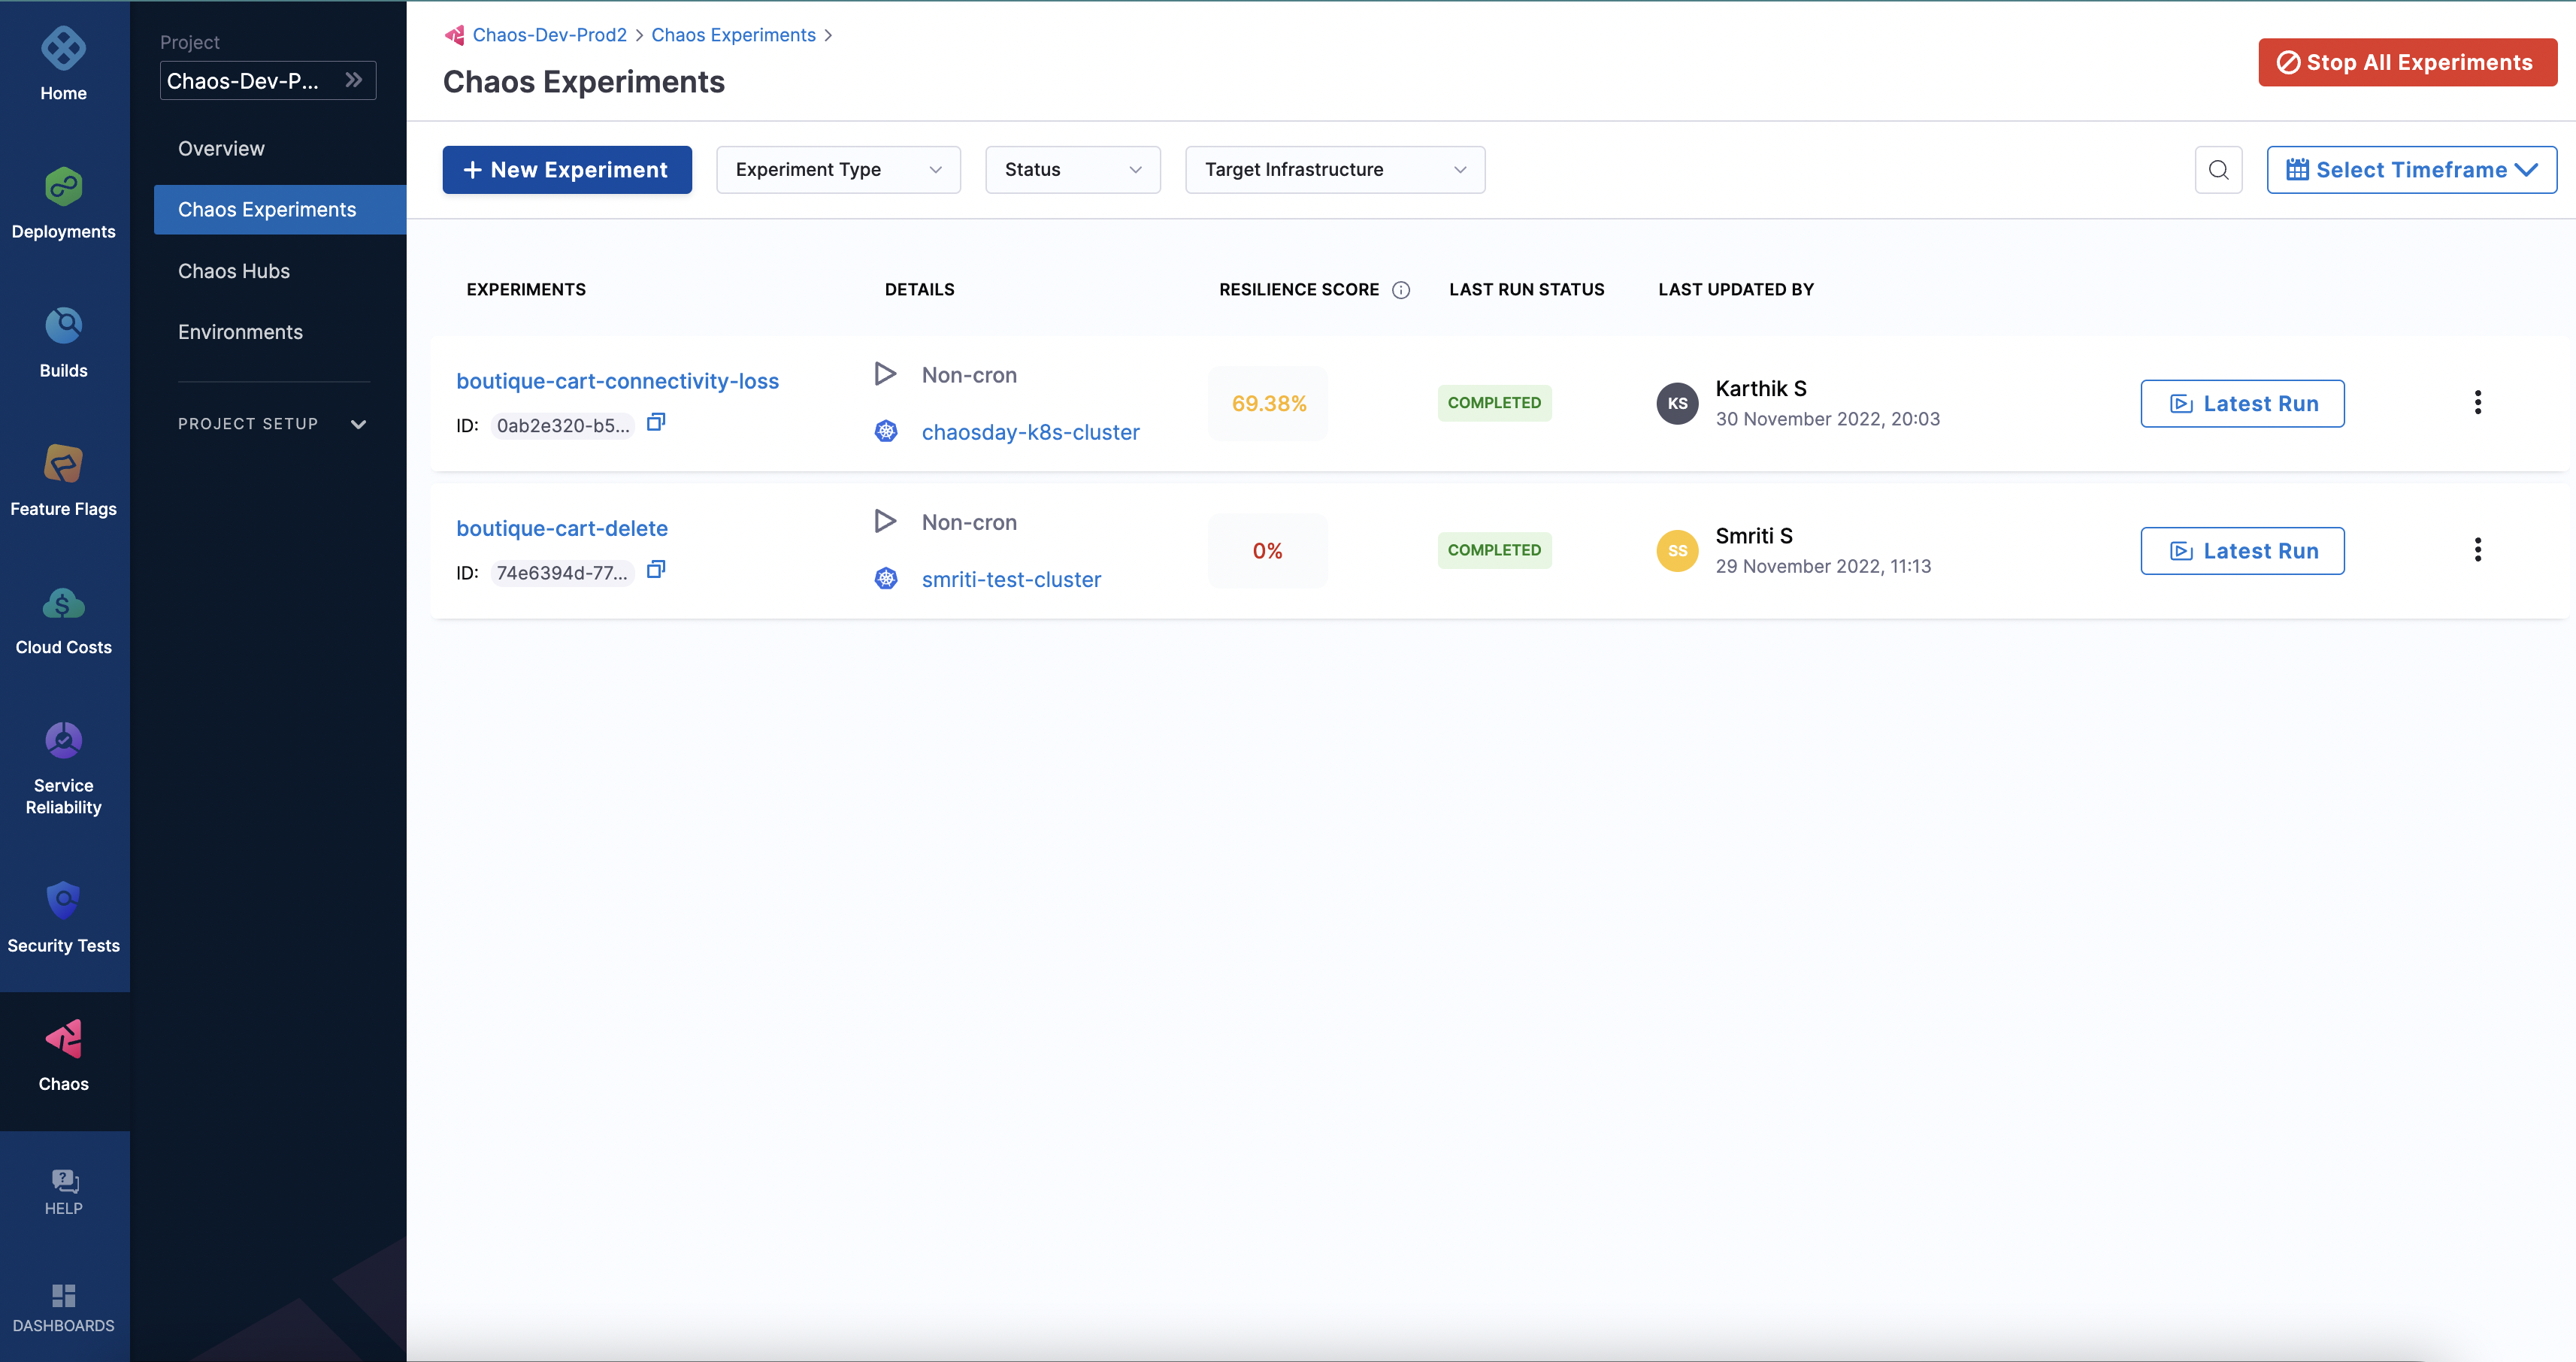 Home
Deployments
Builds
Feature Flags
Cloud Costs
Service
Reliability
Security Tests
Chaos
HELP
DASHBOARDS
Project
Chaos-Dev-P...
Overview
Chaos Experiments
Chaos Hubs
Environments
PROJECT SETUP
Chaos-Dev-Prod2 > Chaos Experiments >
Chaos Experiments
Stop All Experiments
+ New Experiment
Experiment Type
Status
Target Infrastructure
Select Timeframe
EXPERIMENTS DETAILS RESILIENCE SCORE LAST RUN STATUS LAST UPDATED BY
boutique-cart-connectivity-loss
ID: 0ab2e320-b5...
Non-cron
chaosday-k8s-cluster
69.38%
COMPLETED
KS
Karthik S
30 November 2022, 20:03
Latest Run
boutique-cart-delete
ID: 74e6394d-77...
Non-cron
smriti-test-cluster
0%
COMPLETED
SS
Smriti S
29 November 2022, 11:13
Latest Run